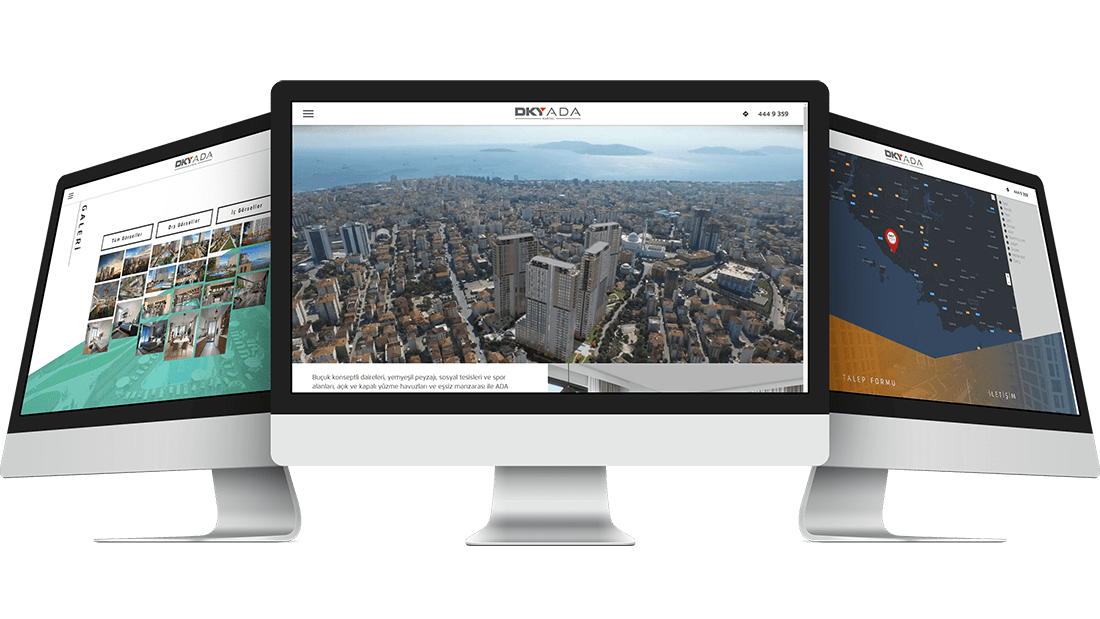 DKY ADA
GALERİ
Tüm Görseller
Dış Görseller
İç Görseller
DKY ADA
KARTAL
444 9 359
Buçuk konseptli daireleri, yemyeşil peyzajı, sosyal tesisleri ve spor
alanları, açık ve kapalı yüzme havuzları ve eşsiz manzarası ile ADA
DKY ADA
444 9 359
TALEP FORMU
İLETİŞİM